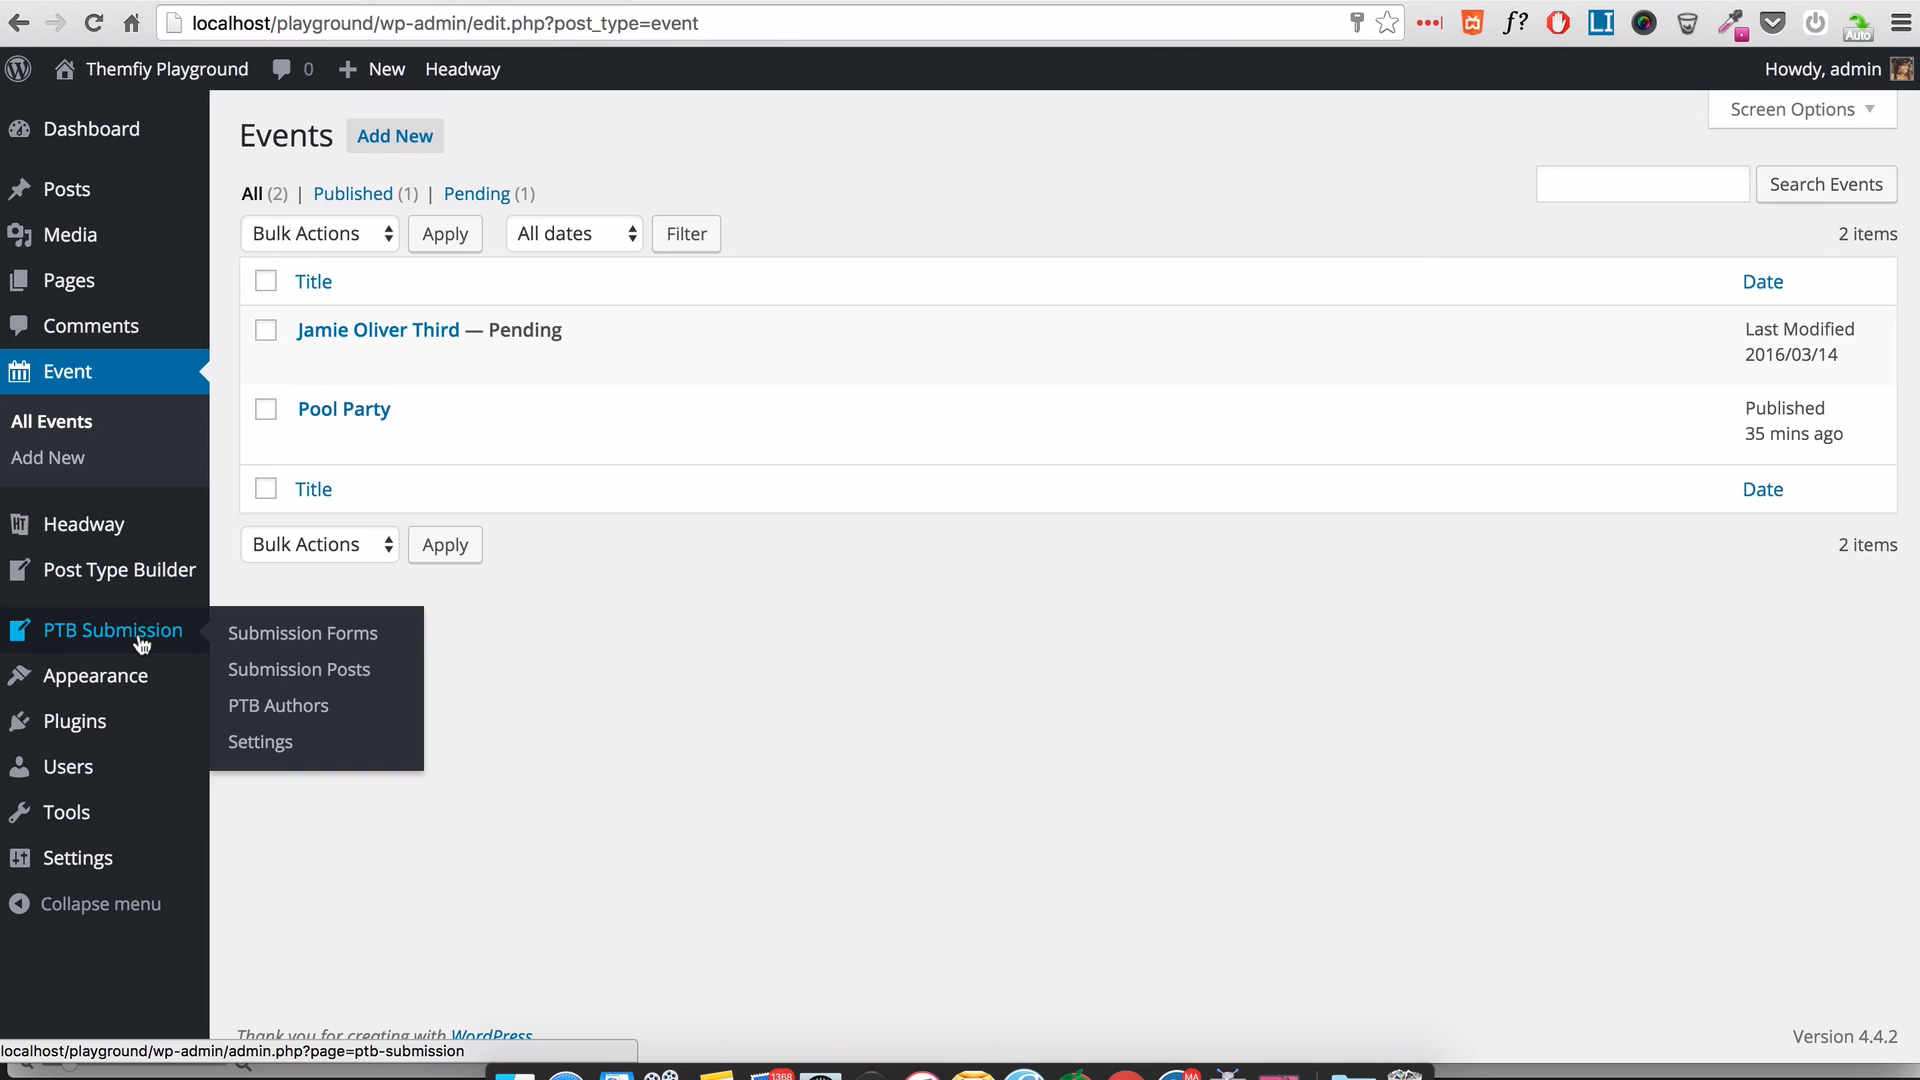 localhost/playground/wp-admin/edit.php?post_type=event
f?
LI
Auto
Themfiy Playground
0
New
Headway
Howdy, admin
Dashboard
Posts
Media
Pages
Comments
Event
All Events
Add New
Headway
Post Type Builder
PTB Submission
Appearance
Plugins
Users
Tools
Settings
Collapse menu
Submission Forms
Submission Posts
PTB Authors
Settings
Screen Options
Events
Add New
All (2) | Published (1) | Pending (1)
Search Events
Bulk Actions
Apply
All dates
Filter
2 items
Title
Date
Jamie Oliver Third — Pending
Last Modified
2016/03/14
Pool Party
Published
35 mins ago
Title
Date
Bulk Actions
Apply
2 items
Thank you for creating with WordPress
Version 4.4.2
localhost/playground/wp-admin/admin.php?page=ptb-submission
1368
MA